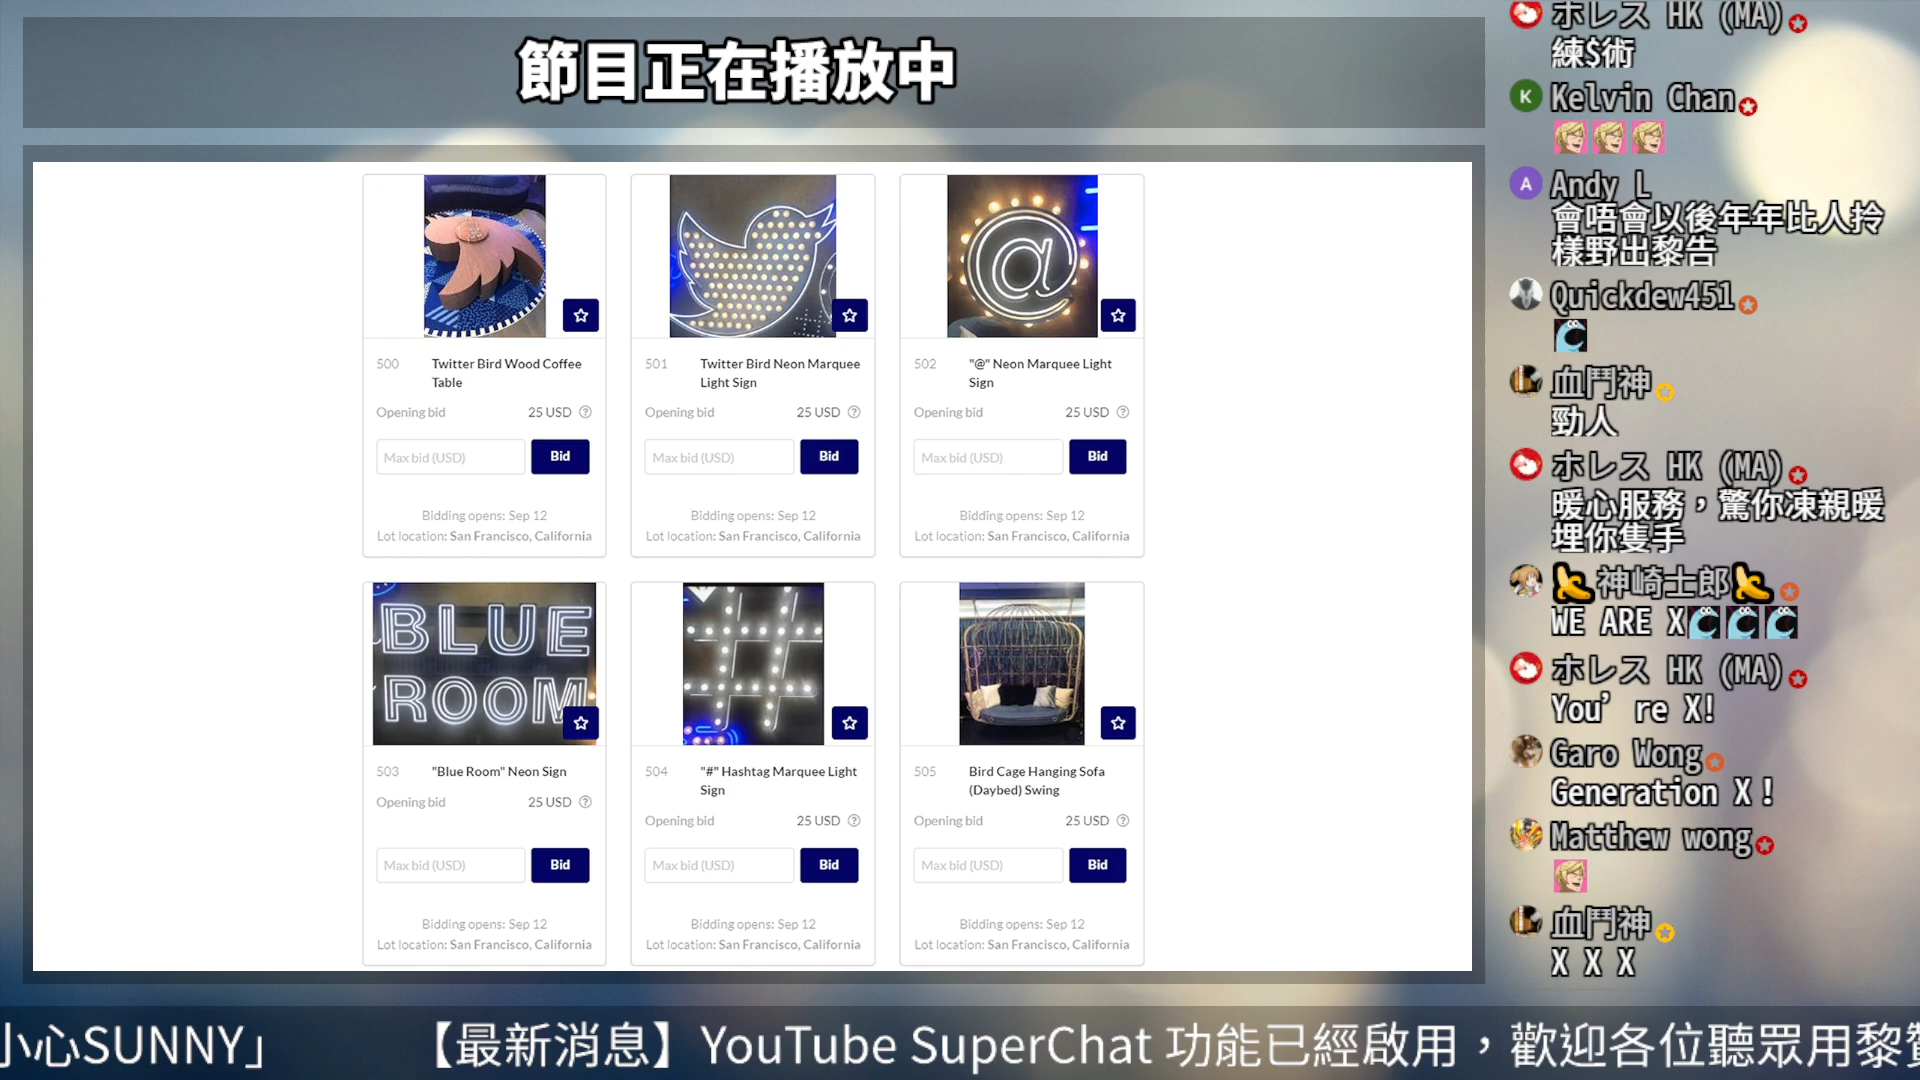 節目正在播放中
500 Twitter Bird Wood Coffee Table
Opening bid 25 USD
Max bid (USD) Bid
Bidding opens: Sep 12
Lot location: San Francisco, California
501 Twitter Bird Neon Marquee Light Sign
Opening bid 25 USD
Max bid (USD) Bid
Bidding opens: Sep 12
Lot location: San Francisco, California
@
502 "@" Neon Marquee Light Sign
Opening bid 25 USD
Max bid (USD) Bid
Bidding opens: Sep 12
Lot location: San Francisco, California
BLUE
ROOM
503 "Blue Room" Neon Sign
Opening bid 25 USD
Max bid (USD) Bid
Bidding opens: Sep 12
Lot location: San Francisco, California
#
504 "#" Hashtag Marquee Light Sign
Opening bid 25 USD
Max bid (USD) Bid
Bidding opens: Sep 12
Lot location: San Francisco, California
505 Bird Cage Hanging Sofa (Daybed) Swing
Opening bid 25 USD
Max bid (USD) Bid
Bidding opens: Sep 12
Lot location: San Francisco, California
ホレス HK (MA)
練$術
K Kelvin Chan
A Andy L
會唔會以後年年比人拎
樣野出黎告
Quickdew451
血鬥神
勁人
ホレス HK (MA)
暖心服務，驚你凍親暖
埋你隻手
🍌神崎士郎🍌
WE ARE X
ホレス HK (MA)
You’re X!
Garo Wong
Generation X！
Matthew wong
血鬥神
X X X
小心SUNNY」 【最新消息】YouTube SuperChat 功能已經啟用，歡迎各位聽眾用黎